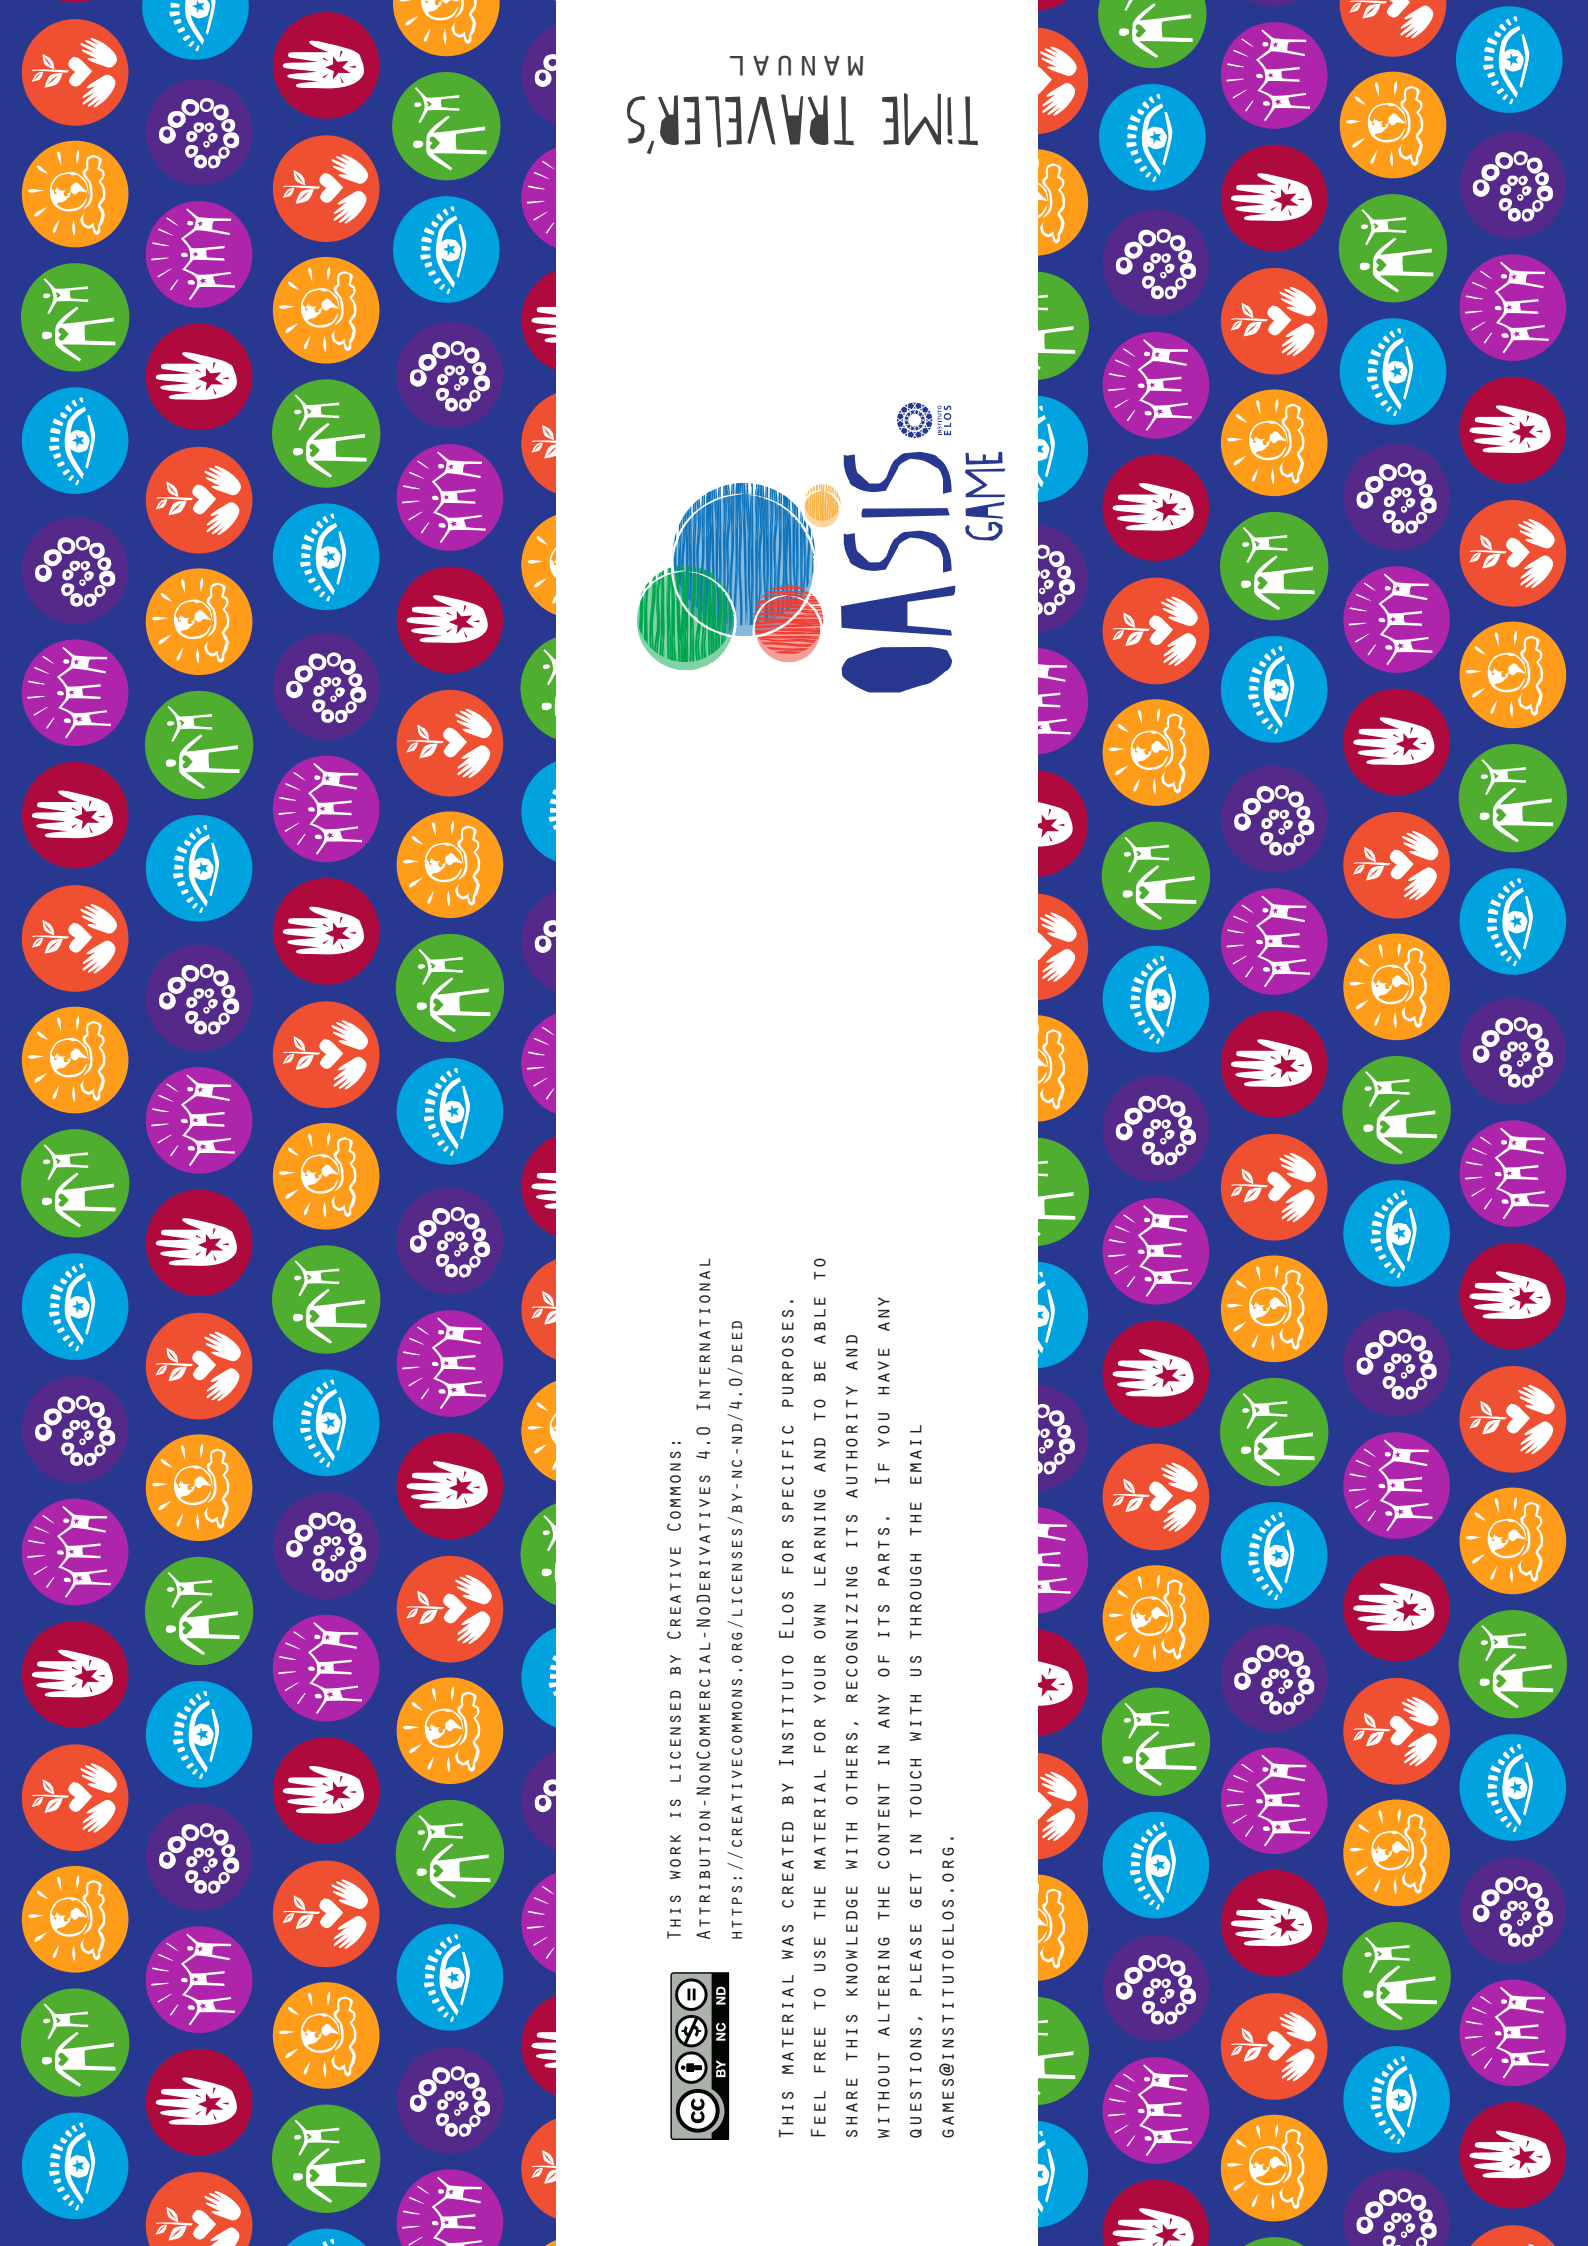 TiME TRAVELER'S
MANUAL
OASIS
GAME
INSTITUTO
ELOS
THIS WORK IS LICENSED BY CREATIVE COMMONS:
ATTRIBUTION-NONCOMMERCIAL-NODERIVATIVES 4.0 INTERNATIONAL
HTTPS://CREATIVECOMMONS.ORG/LICENSES/BY-NC-ND/4.0/DEED
CC
BY NC ND
THIS MATERIAL WAS CREATED BY INSTITUTO ELOS FOR SPECIFIC PURPOSES.
FEEL FREE TO USE THE MATERIAL FOR YOUR OWN LEARNING AND TO BE ABLE TO
SHARE THIS KNOWLEDGE WITH OTHERS, RECOGNIZING ITS AUTHORITY AND
WITHOUT ALTERING THE CONTENT IN ANY OF ITS PARTS. IF YOU HAVE ANY
QUESTIONS, PLEASE GET IN TOUCH WITH US THROUGH THE EMAIL
GAMES@INSTITUTOELOS.ORG.